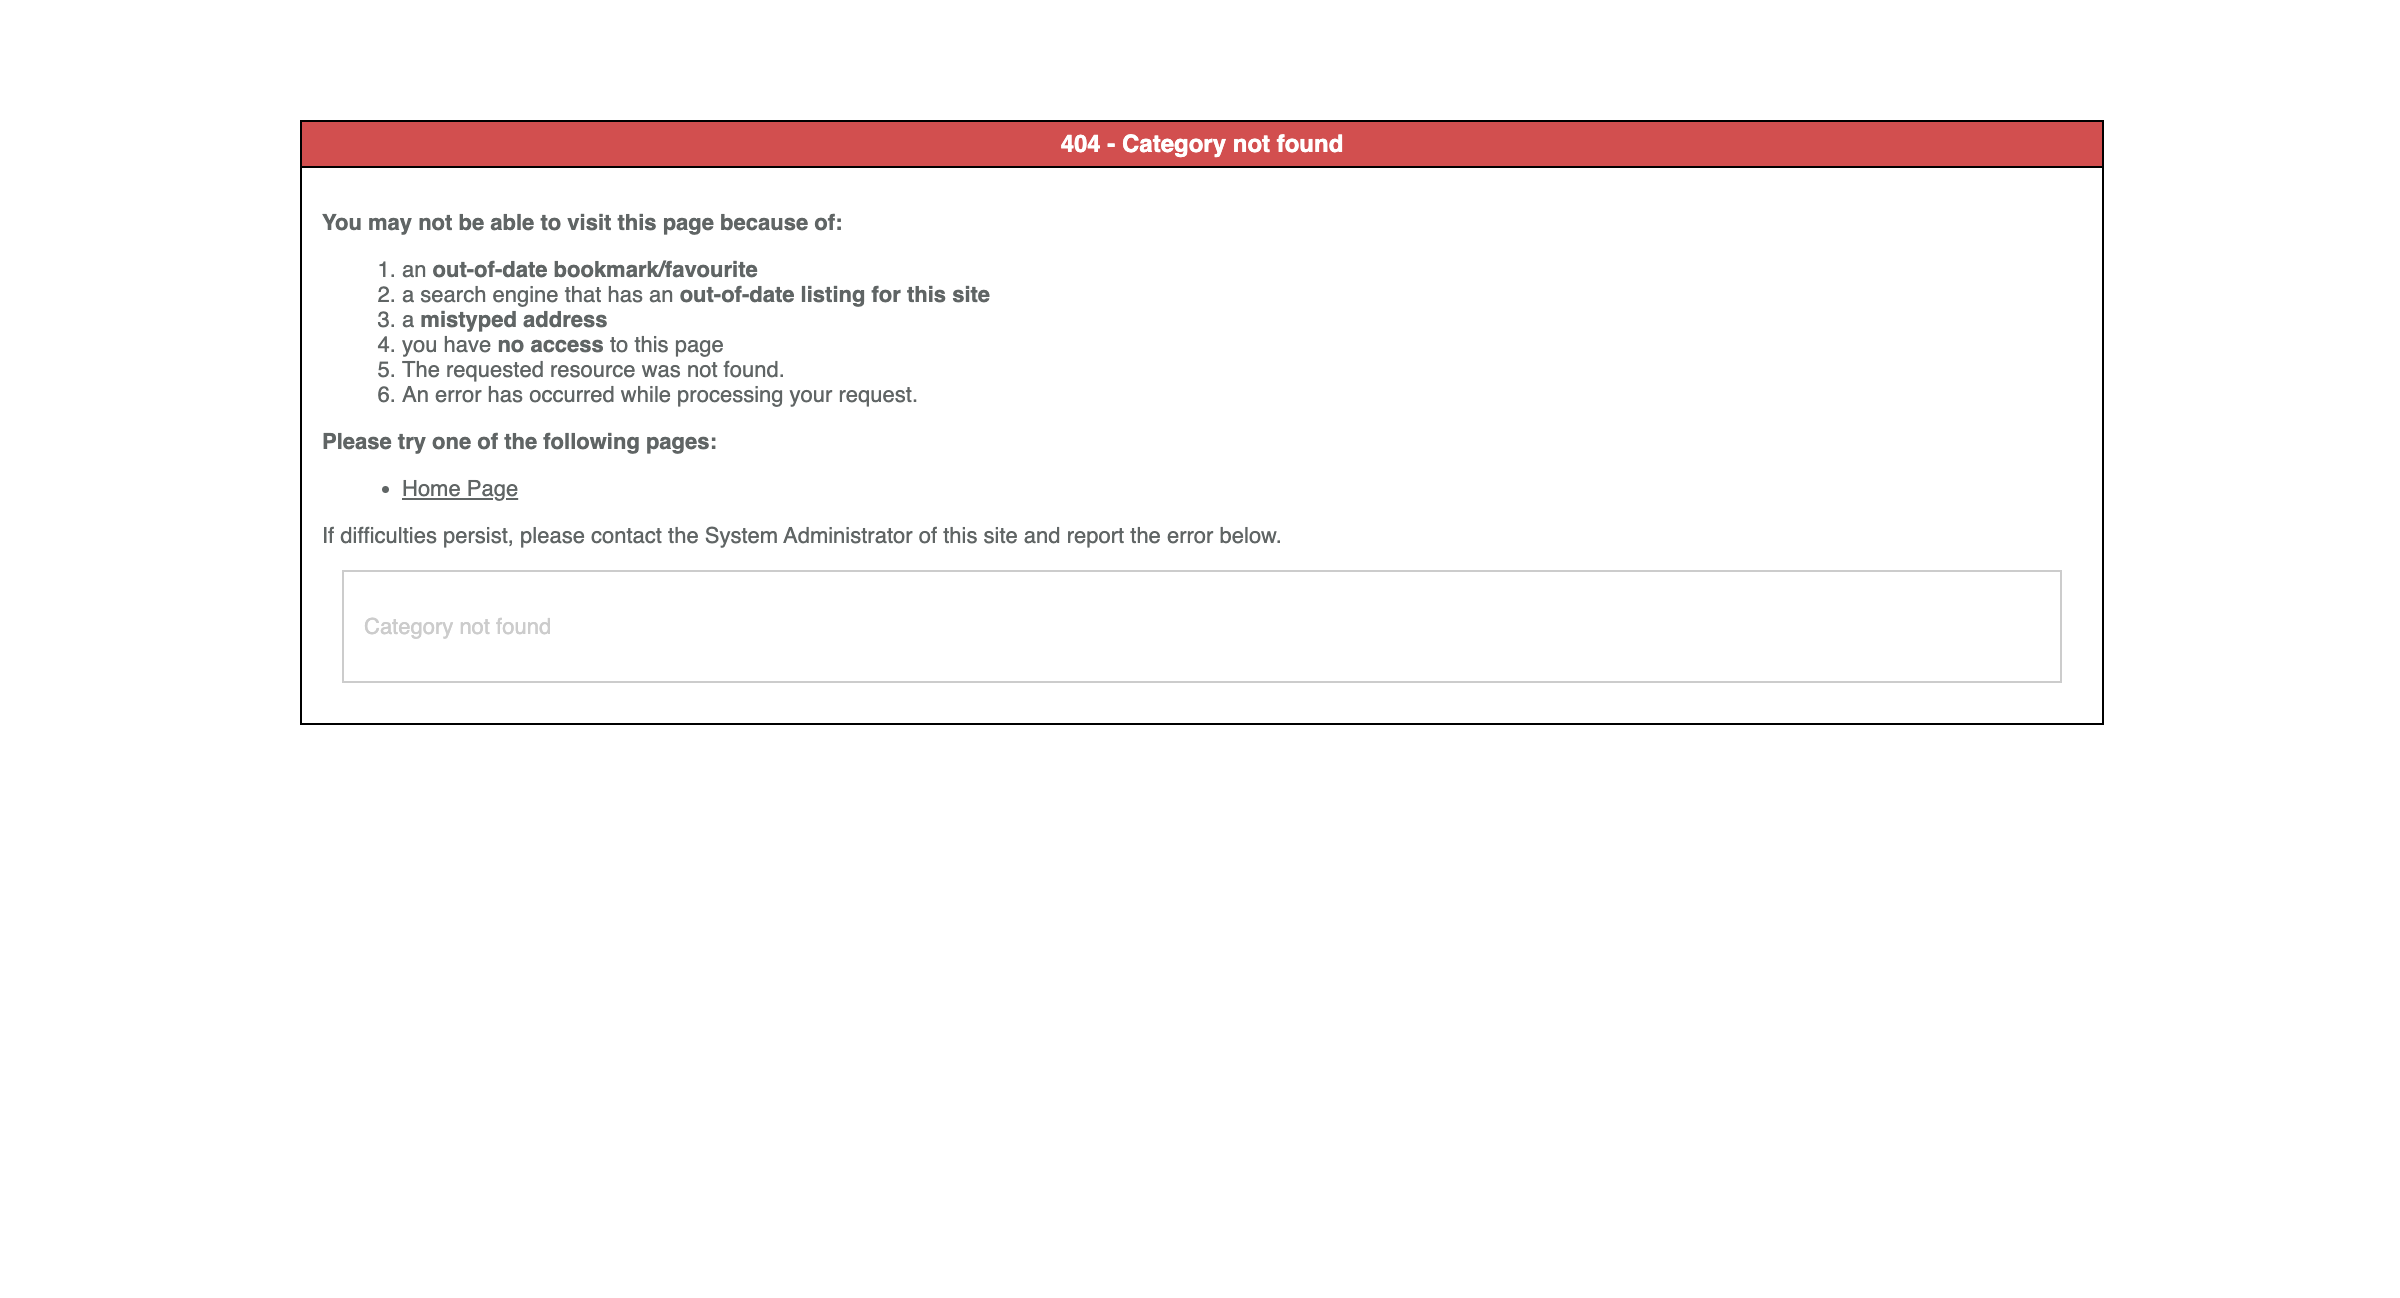 404 - Category not found
You may not be able to visit this page because of:
1. an out-of-date bookmark/favourite
2. a search engine that has an out-of-date listing for this site
3. a mistyped address
4. you have no access to this page
5. The requested resource was not found.
6. An error has occurred while processing your request.
Please try one of the following pages:
• Home Page
If difficulties persist, please contact the System Administrator of this site and report the error below.
Category not found